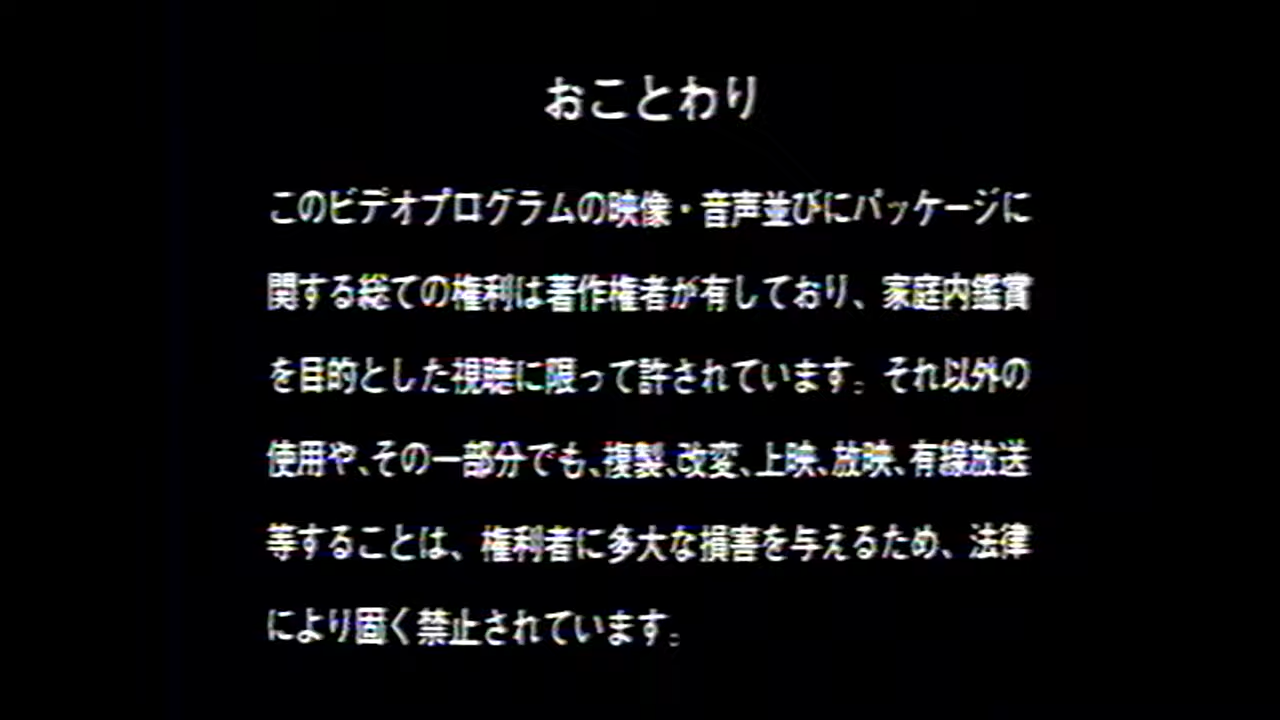 おことわり
このビデオプログラムの映像・音声並びにパッケージに
関する総ての権利は著作権者が有しており、家庭内鑑賞
を目的とした視聴に限って許されています。それ以外の
使用や、その一部分でも、複製、改変、上映、放映、有線放送
等することは、権利者に多大な損害を与えるため、法律
により固く禁止されています。